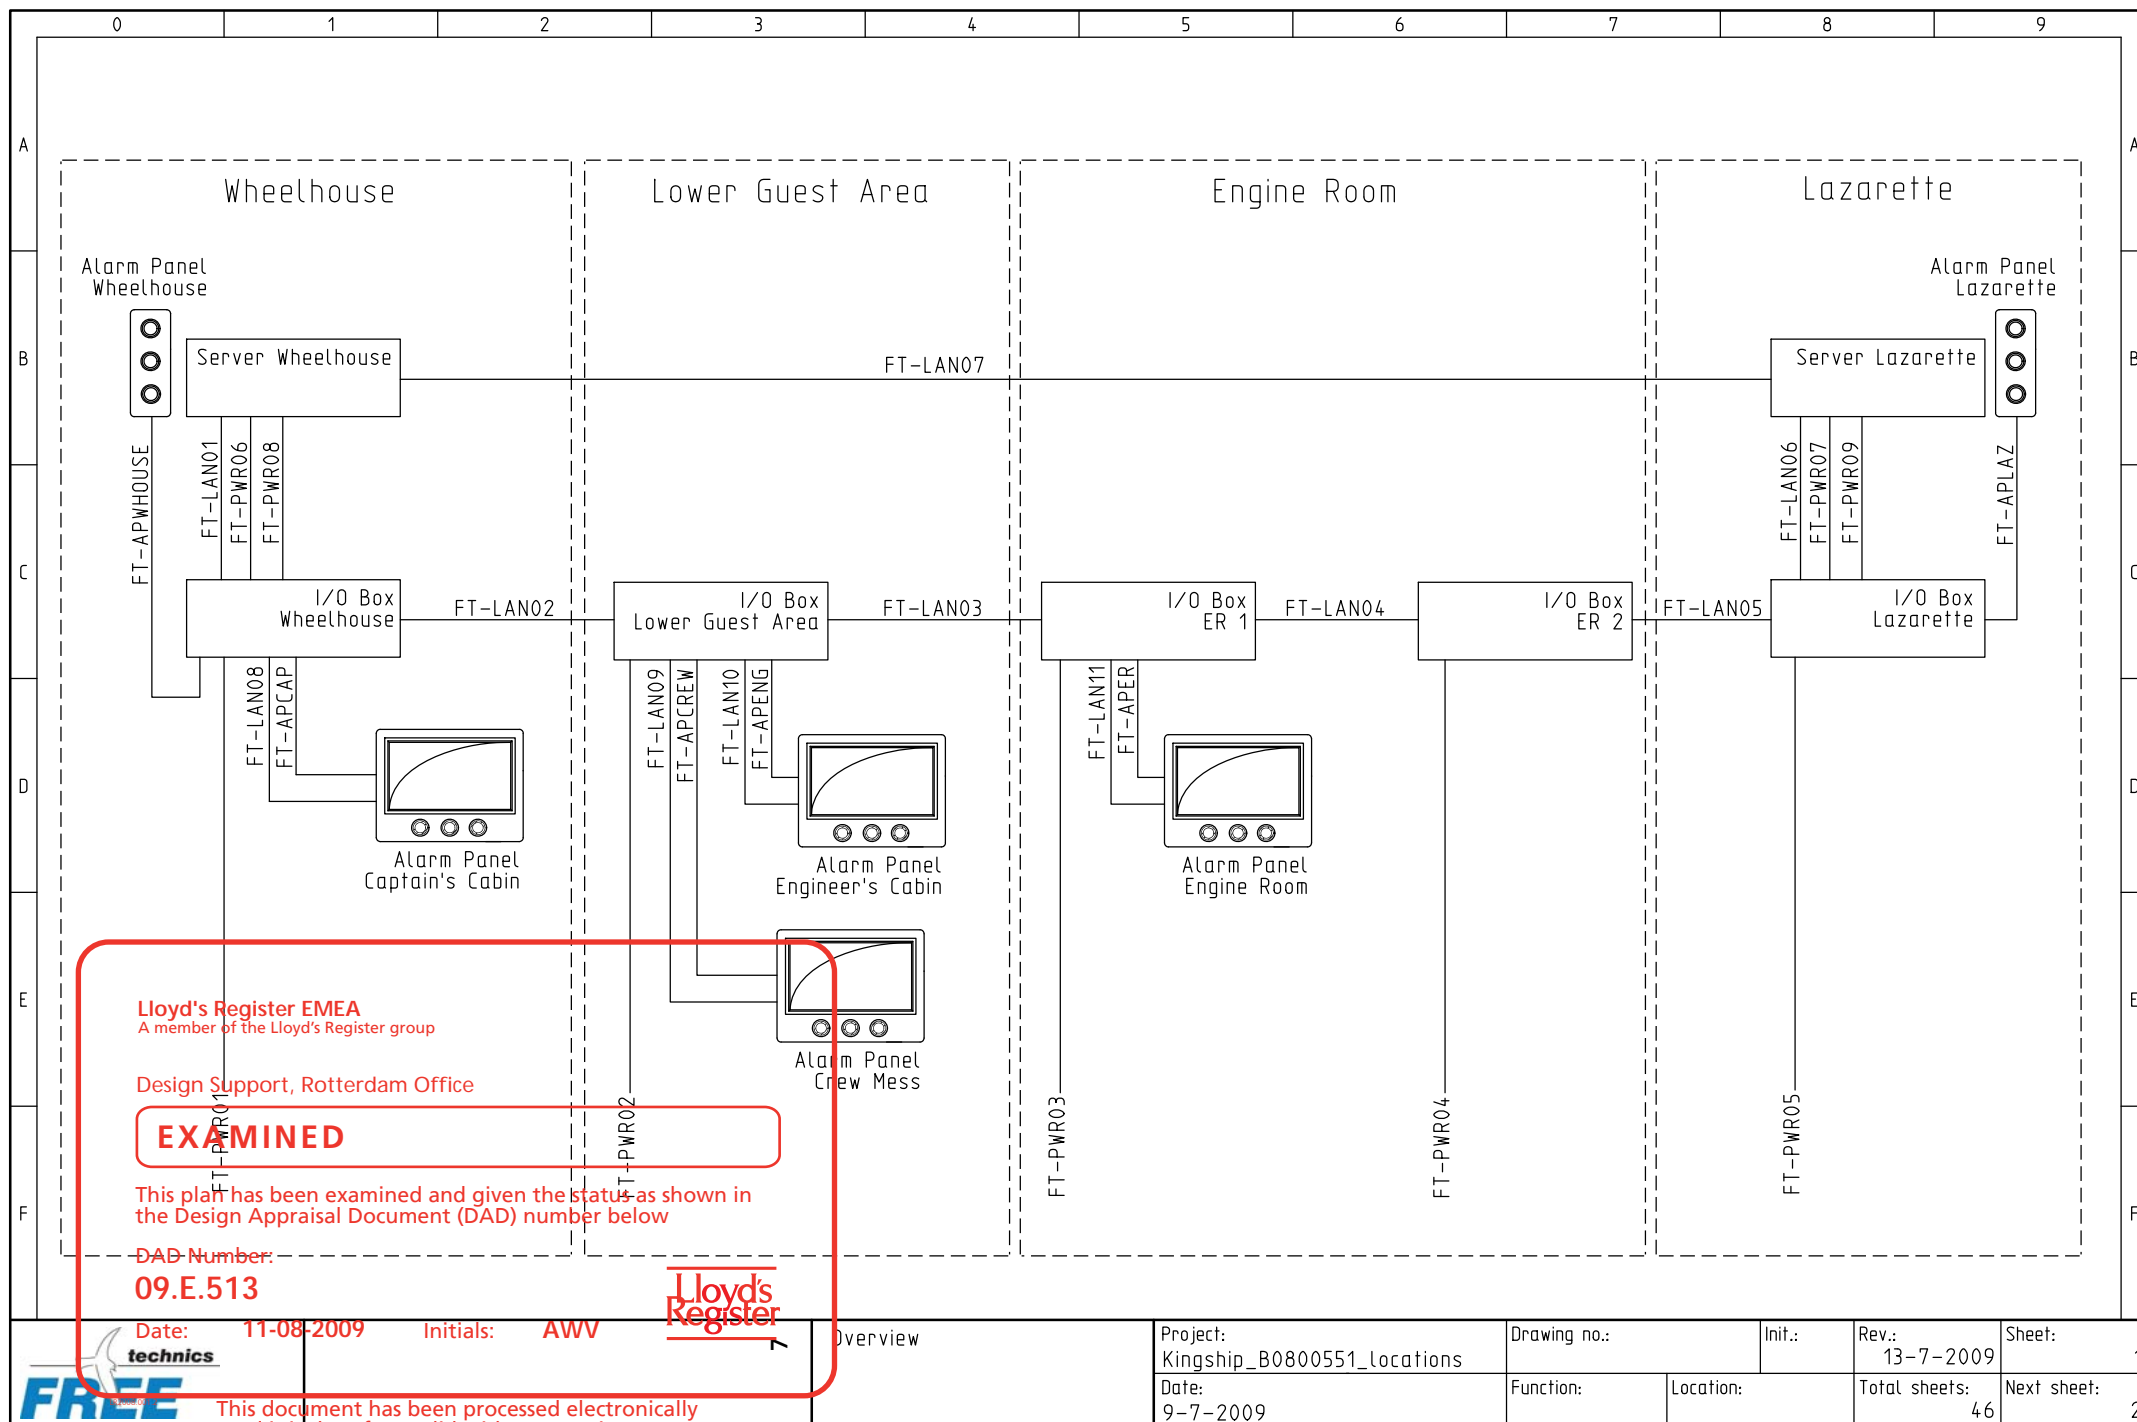 0 1 2 3 4 5 6 7 8 9
A
A
Wheelhouse
Lower Guest Area
Engine Room
Lazarette
Alarm Panel
Wheelhouse
Alarm Panel
Lazarette
B
B
Server Wheelhouse
FT-LAN07
Server Lazarette
FT-APWHOUSE
FT-LAN01
FT-PWR06
FT-PWR08
FT-LAN06
FT-PWR07
FT-PWR09
FT-APLAZ
C
C
I/O Box
Wheelhouse
FT-LAN02
I/O Box
Lower Guest Area
FT-LAN03
I/O Box
ER 1
FT-LAN04
I/O Box
ER 2
FT-LAN05
I/O Box
Lazarette
FT-LAN08
FT-APCAP
FT-LAN09
FT-APCREW
FT-LAN10
FT-APENG
FT-LAN11
FT-APER
D
D
Alarm Panel
Captain's Cabin
Alarm Panel
Engineer's Cabin
Alarm Panel
Engine Room
E
E
Alarm Panel
Crew Mess
FT-PWR01
FT-PWR02
FT-PWR03
FT-PWR04
FT-PWR05
F
F
Lloyd's Register EMEA
A member of the Lloyd's Register group
Design Support, Rotterdam Office
EXAMINED
This plan has been examined and given the status as shown in
the Design Appraisal Document (DAD) number below
DAD Number:
09.E.513
Date: 11-08-2009 Initials: AWV
Lloyd's
Register
technics
FREE
This document has been processed electronically
7
Overview
Project:
Kingship_B0800551_locations
Drawing no.:
Init.:
Rev.:
13-7-2009
Sheet:
Date:
9-7-2009
Function:
Location:
Total sheets:
46
Next sheet:
2